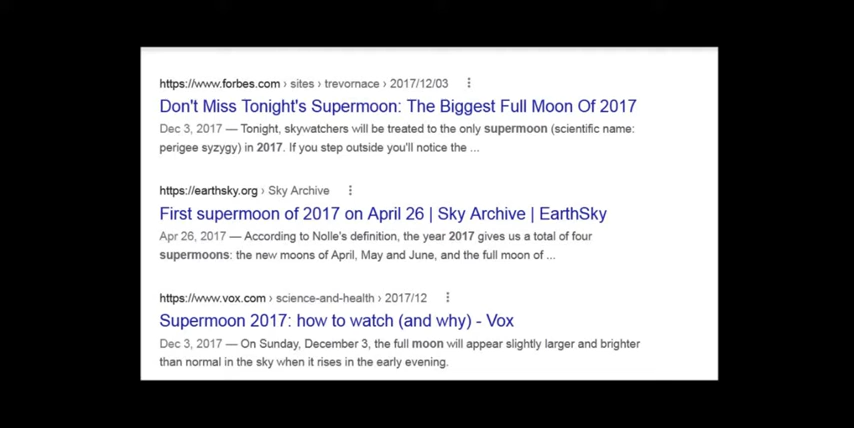 https://www.forbes.com › sites › trevornace › 2017/12/03
Don't Miss Tonight's Supermoon: The Biggest Full Moon Of 2017
Dec 3, 2017 — Tonight, skywatchers will be treated to the only supermoon (scientific name:
perigee syzygy) in 2017. If you step outside you'll notice the ...
https://earthsky.org › Sky Archive
First supermoon of 2017 on April 26 | Sky Archive | EarthSky
Apr 26, 2017 — According to Nolle's definition, the year 2017 gives us a total of four
supermoons: the new moons of April, May and June, and the full moon of ...
https://www.vox.com › science-and-health › 2017/12
Supermoon 2017: how to watch (and why) - Vox
Dec 3, 2017 — On Sunday, December 3, the full moon will appear slightly larger and brighter
than normal in the sky when it rises in the early evening.